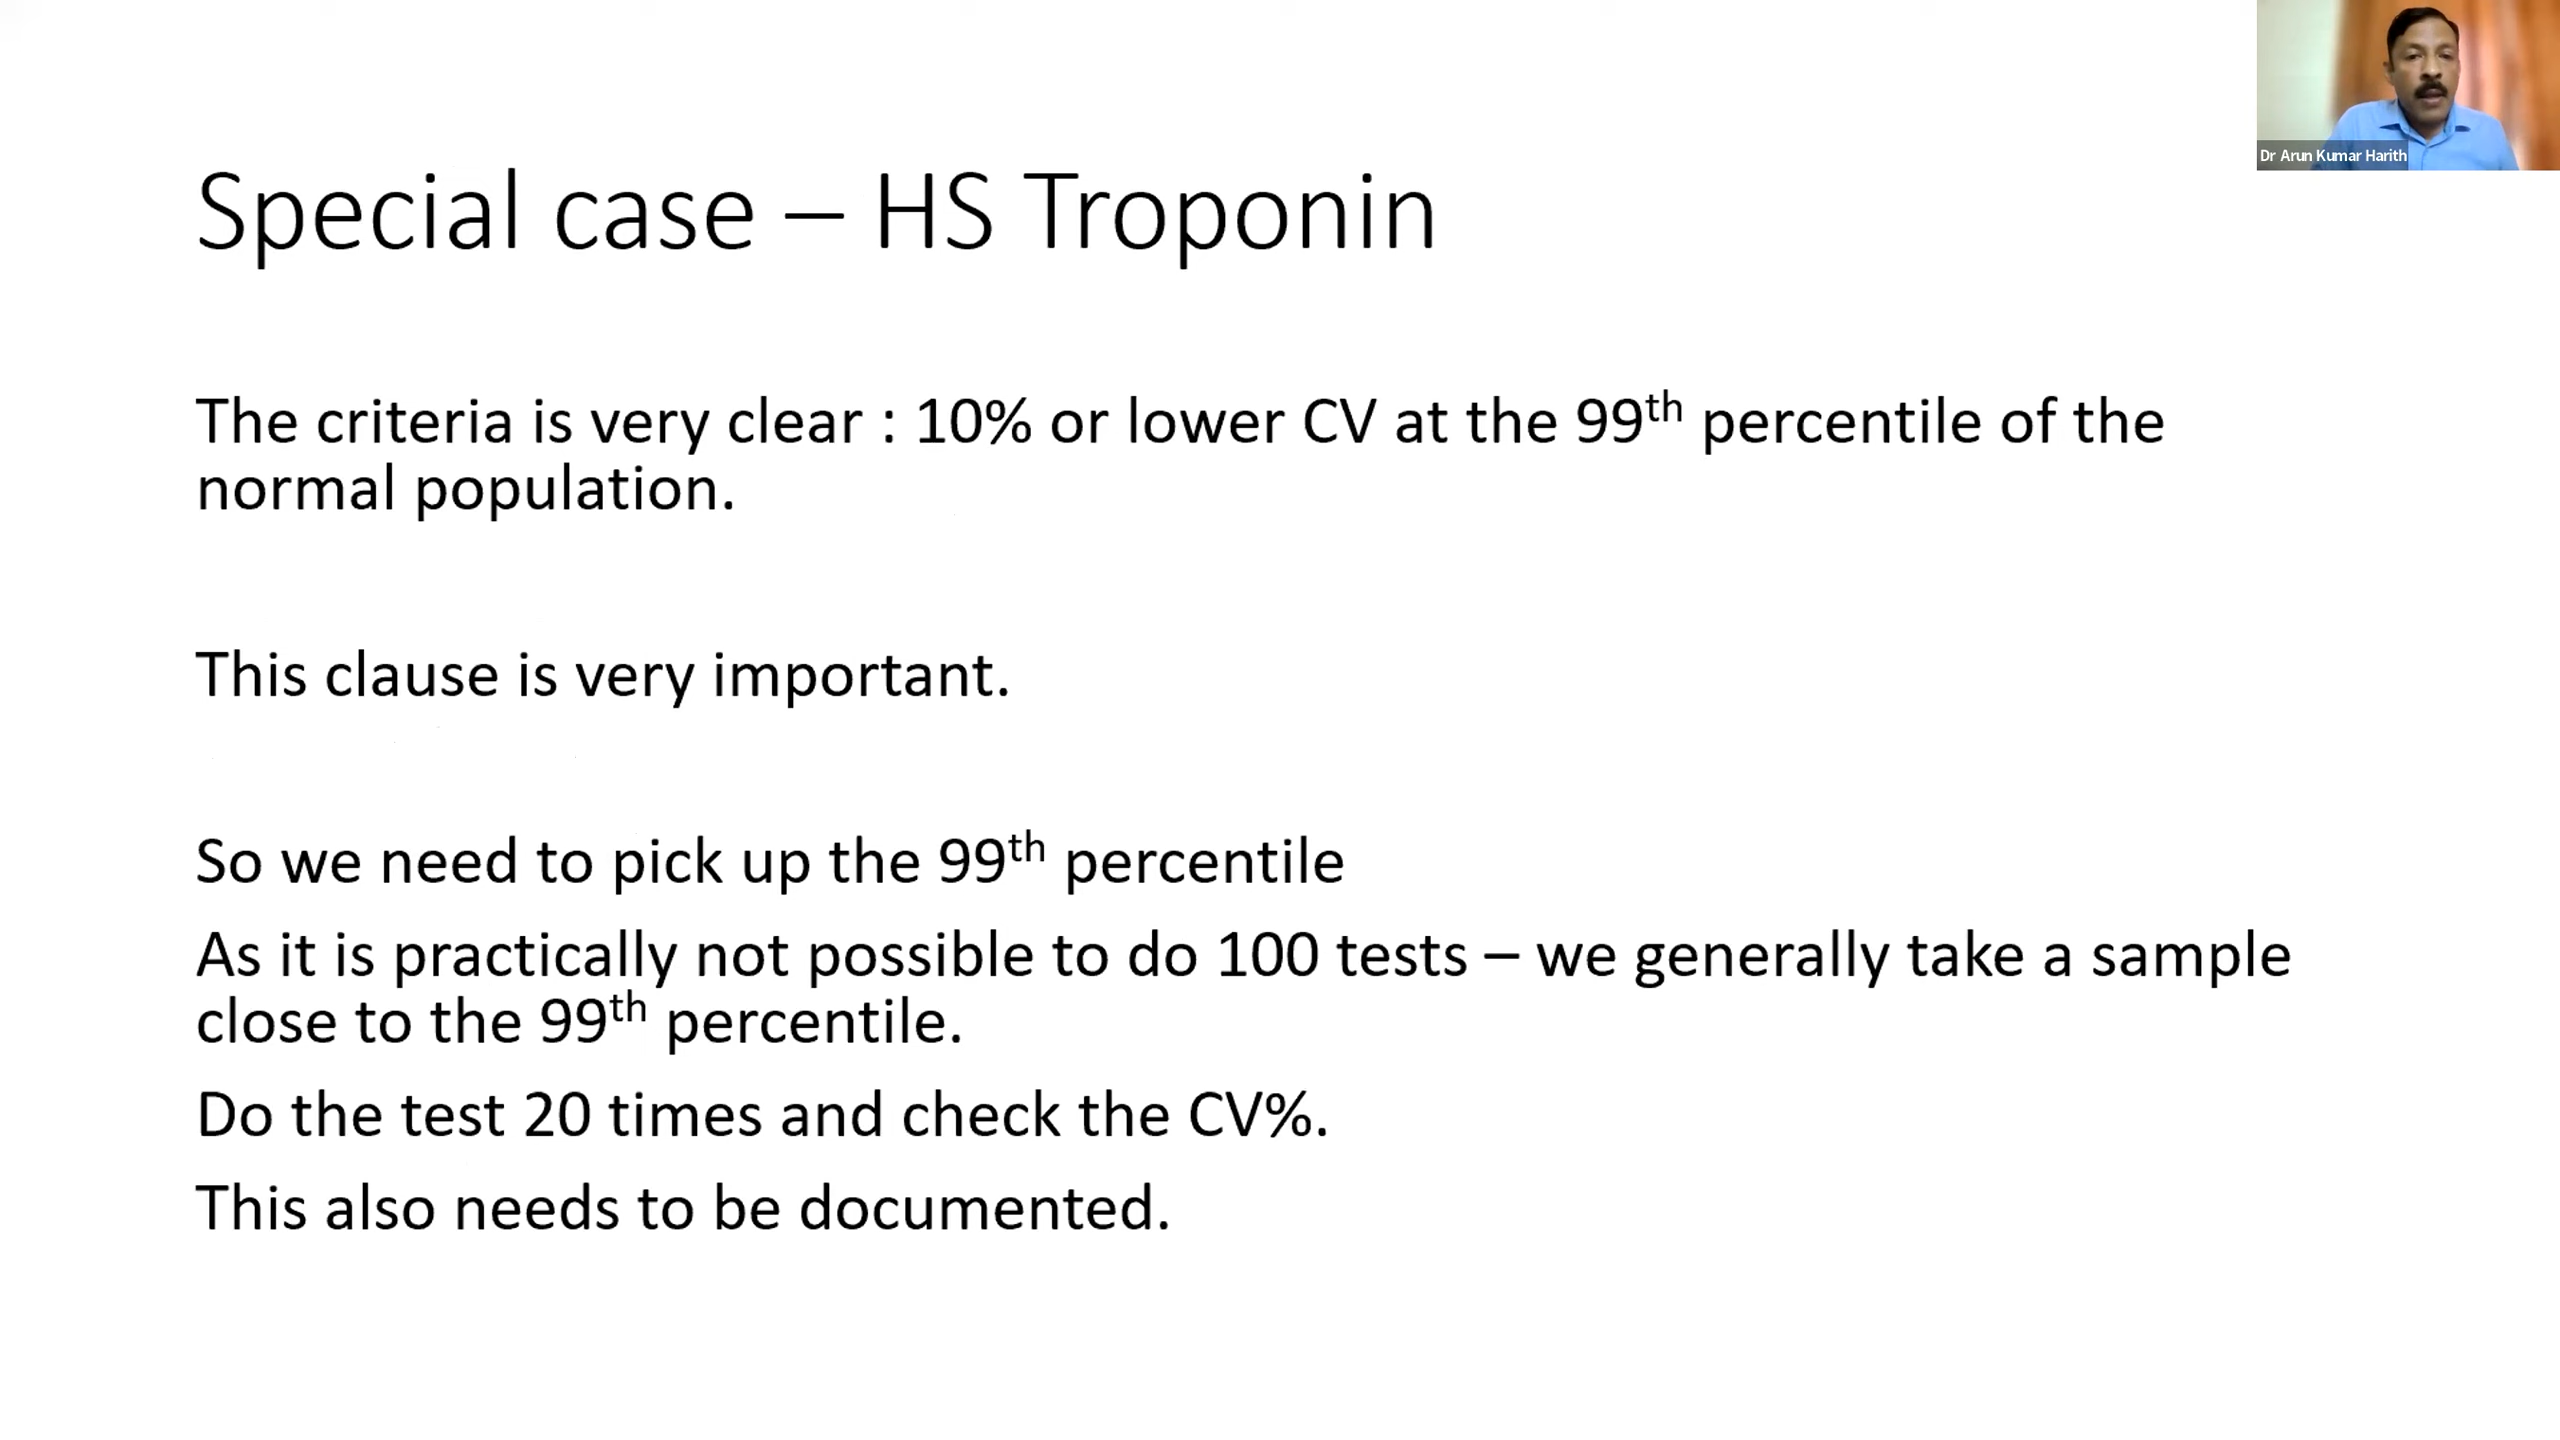 Dr Arun Kumar Harith
Special case – HS Troponin
The criteria is very clear : 10% or lower CV at the 99th percentile of the
normal population.
This clause is very important.
So we need to pick up the 99th percentile
As it is practically not possible to do 100 tests – we generally take a sample
close to the 99th percentile.
Do the test 20 times and check the CV%.
This also needs to be documented.